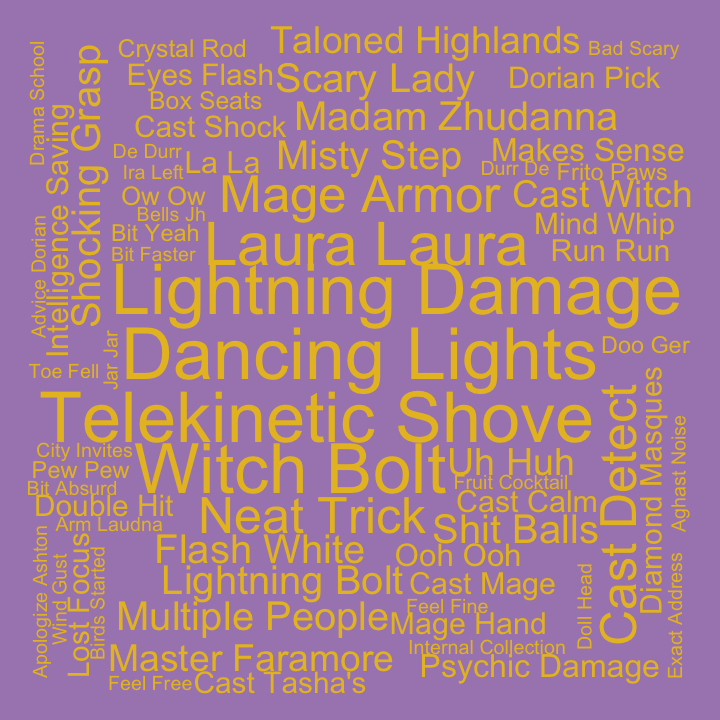 Taloned Highlands
Crystal Rod
Bad Scary
Eyes Flash
Scary Lady
Dorian Pick
Box Seats
Madam Zhudanna
Cast Shock
De Durr
La La
Misty Step
Makes Sense
Ira Left
Durr De
Frito Paws
Ow Ow
Mage Armor
Cast Witch
Bells Jh
Mind Whip
Bit Yeah
Laura Laura
Run Run
Bit Faster
Drama School
Intelligence Saving
Shocking Grasp
Advice Dorian
Lightning Damage
Dancing Lights
Doo Ger
Toe Fell
Jar Jar
Telekinetic Shove
City Invites
Witch Bolt
Uh Huh
Pew Pew
Bit Absurd
Fruit Cocktail
Double Hit
Neat Trick
Cast Calm
Arm Laudna
Shit Balls
Cast Detect
Diamond Masques
Aghast Noise
Flash White
Ooh Ooh
Lightning Bolt
Cast Mage
Apologize Ashton
Wind Gust
Lost Focus
Birds Started
Doll Head
Exact Address
Multiple People
Feel Fine
Mage Hand
Internal Collection
Master Faramore
Psychic Damage
Feel Free
Cast Tasha's